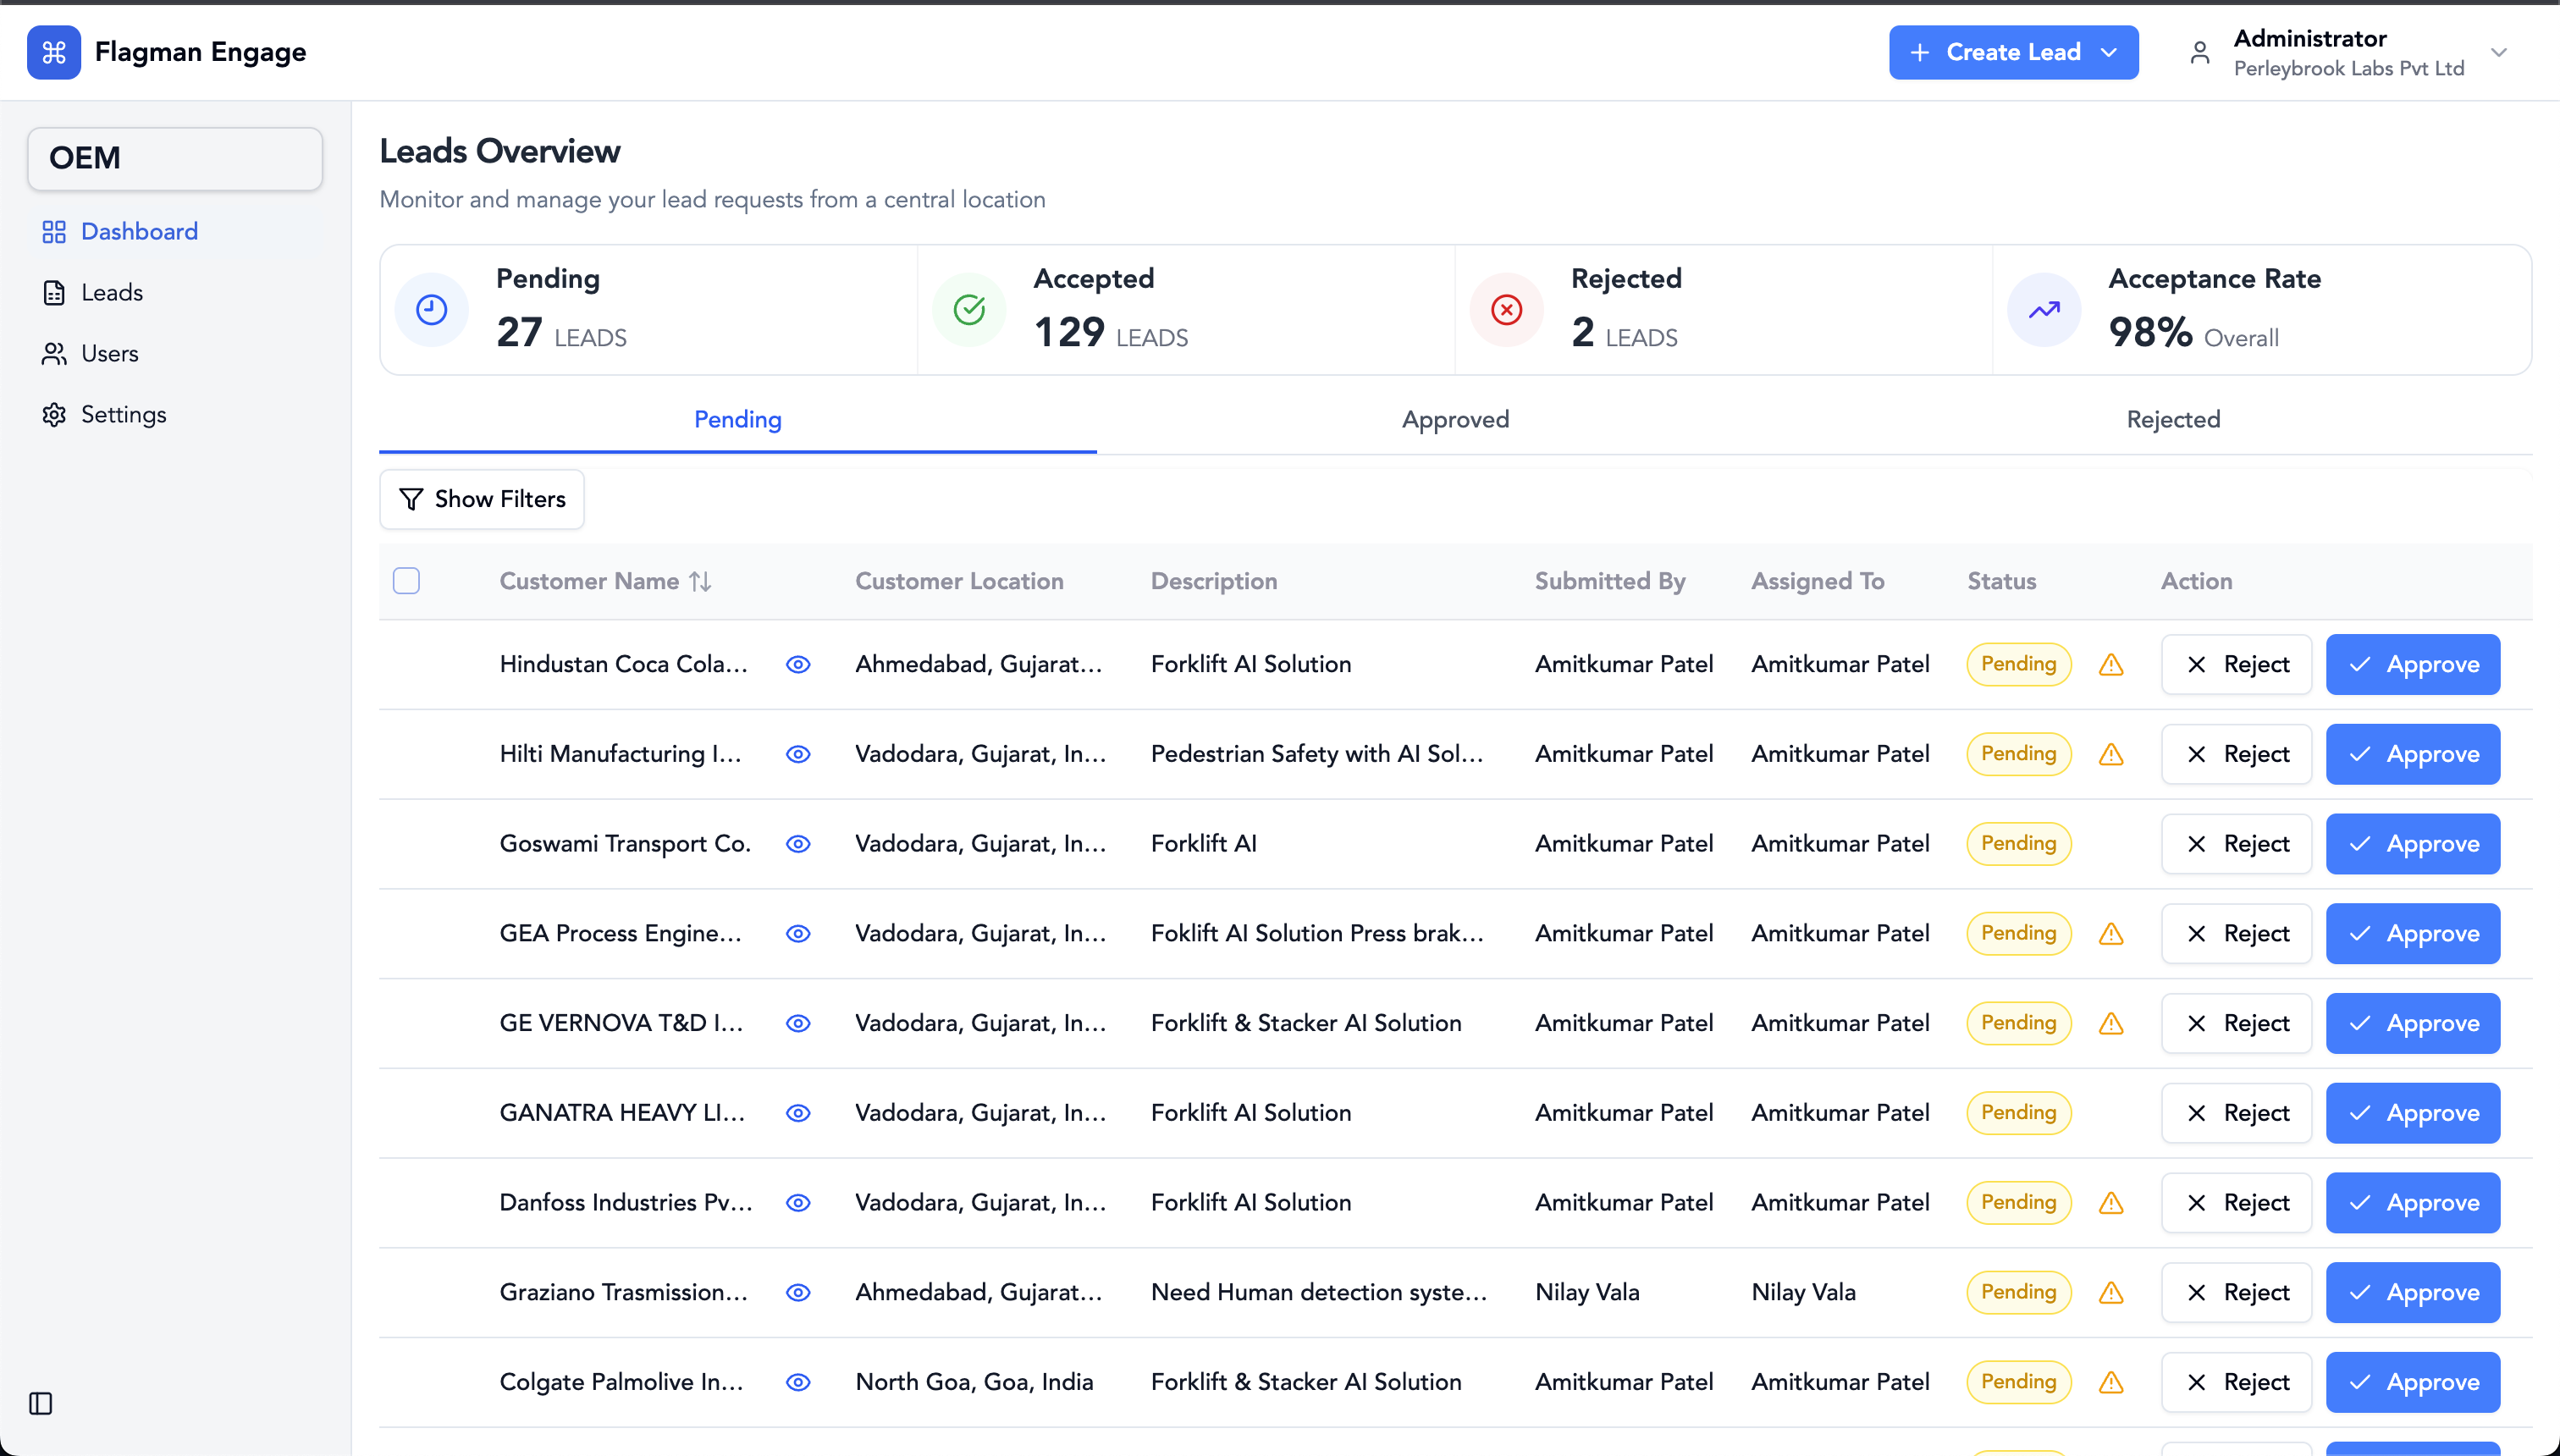 Flagman Engage
Create Lead
Administrator
Perleybrook Labs Pvt Ltd
OEM
Dashboard
Leads
Users
Settings
Leads Overview
Monitor and manage your lead requests from a central location
Pending
27 LEADS
Accepted
129 LEADS
Rejected
2 LEADS
Acceptance Rate
98% Overall
Pending Approved Rejected
Show Filters
Customer Name Customer Location Description Submitted By Assigned To Status Action
Hindustan Coca Cola... Ahmedabad, Gujarat... Forklift AI Solution Amitkumar Patel Amitkumar Patel Pending Reject Approve
Hilti Manufacturing I... Vadodara, Gujarat, In... Pedestrian Safety with AI Sol... Amitkumar Patel Amitkumar Patel Pending Reject Approve
Goswami Transport Co. Vadodara, Gujarat, In... Forklift AI Amitkumar Patel Amitkumar Patel Pending Reject Approve
GEA Process Engine... Vadodara, Gujarat, In... Foklift AI Solution Press brak... Amitkumar Patel Amitkumar Patel Pending Reject Approve
GE VERNOVA T&D I... Vadodara, Gujarat, In... Forklift & Stacker AI Solution Amitkumar Patel Amitkumar Patel Pending Reject Approve
GANATRA HEAVY LI... Vadodara, Gujarat, In... Forklift AI Solution Amitkumar Patel Amitkumar Patel Pending Reject Approve
Danfoss Industries Pv... Vadodara, Gujarat, In... Forklift AI Solution Amitkumar Patel Amitkumar Patel Pending Reject Approve
Graziano Trasmission... Ahmedabad, Gujarat... Need Human detection syste... Nilay Vala Nilay Vala Pending Reject Approve
Colgate Palmolive In... North Goa, Goa, India Forklift & Stacker AI Solution Amitkumar Patel Amitkumar Patel Pending Reject Approve